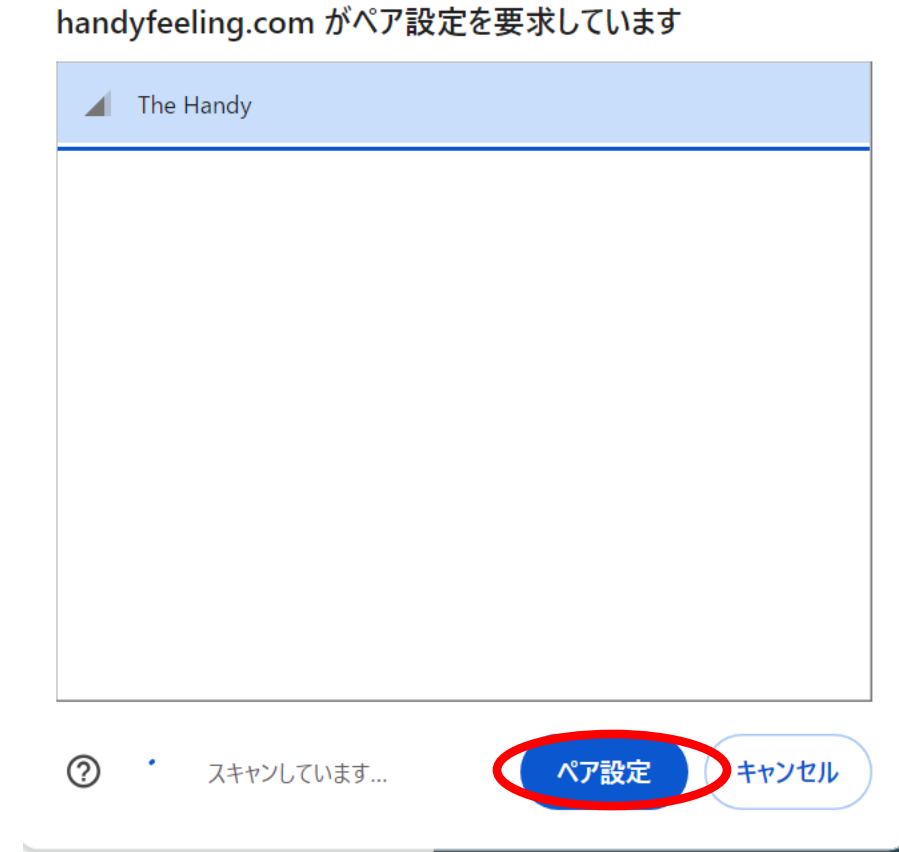 handyfeeling.com がペア設定を要求しています
The Handy
スキャンしています...
ペア設定
キャンセル